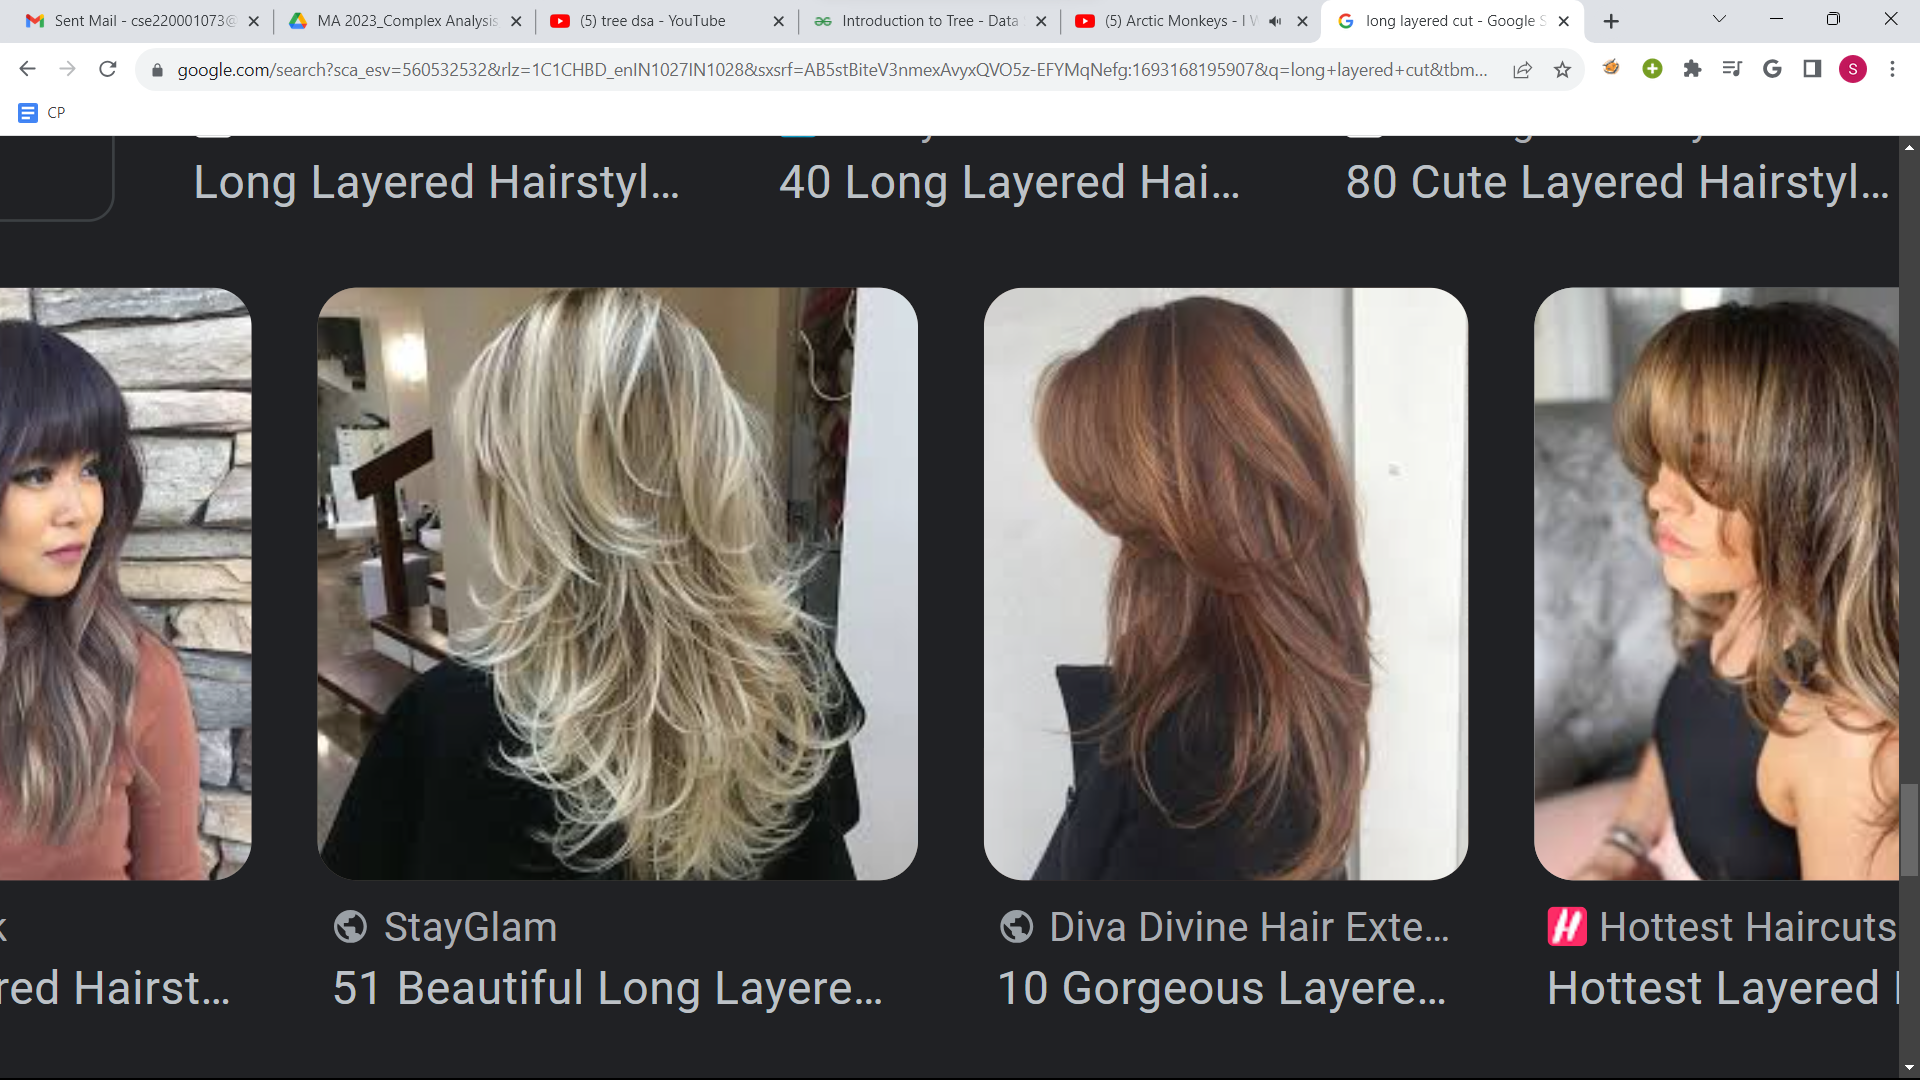 Sent Mail - cse220001073@
MA 2023_Complex Analysis
(5) tree dsa - YouTube
Introduction to Tree - Data
(5) Arctic Monkeys - I W
long layered cut - Google S
google.com/search?sca_esv=560532532&rlz=1C1CHBD_enIN1027IN1028&sxsrf=AB5stBiteV3nmexAvyxQVO5z-EFYMqNefg:1693168195907&q=long+layered+cut&tbm...
S
CP
Long Layered Hairstyl...
40 Long Layered Hai...
80 Cute Layered Hairstyl...
StayGlam
Diva Divine Hair Exte...
H Hottest Haircuts
red Hairst...
51 Beautiful Long Layere...
10 Gorgeous Layere...
Hottest Layered